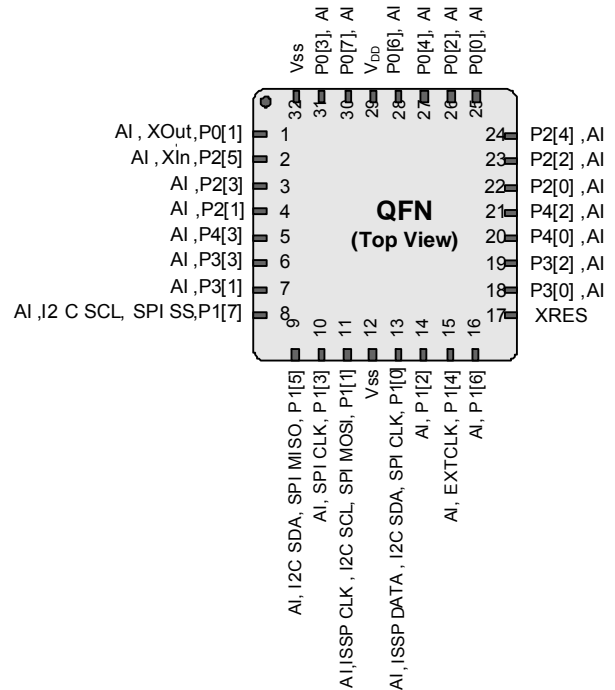 Vss
P0[3], AI
P0[7], AI
VDD
P0[6], AI
P0[4], AI
P0[2], AI
P0[0], AI
32
31
30
29
28
27
26
25
AI , XOut,P0[1]
1
AI ,XIn,P2[5]
2
AI ,P2[3]
3
AI ,P2[1]
4
AI ,P4[3]
5
AI ,P3[3]
6
AI ,P3[1]
7
AI ,I2 C SCL, SPI SS,P1[7]
8
QFN
(Top View)
24
P2[4] ,AI
23
P2[2] ,AI
22
P2[0] ,AI
21
P4[2] ,AI
20
P4[0] ,AI
19
P3[2] ,AI
18
P3[0] ,AI
17
XRES
9
10
11
12
13
14
15
16
AI, I2C SDA, SPI MISO, P1[5]
AI, SPI CLK, P1[3]
AI,ISSP CLK , I2C SCL, SPI MOSI, P1[1]
Vss
AI, ISSP DATA , I2C SDA, SPI CLK, P1[0]
AI, P1[2]
AI, EXTCLK, P1[4]
AI, P1[6]